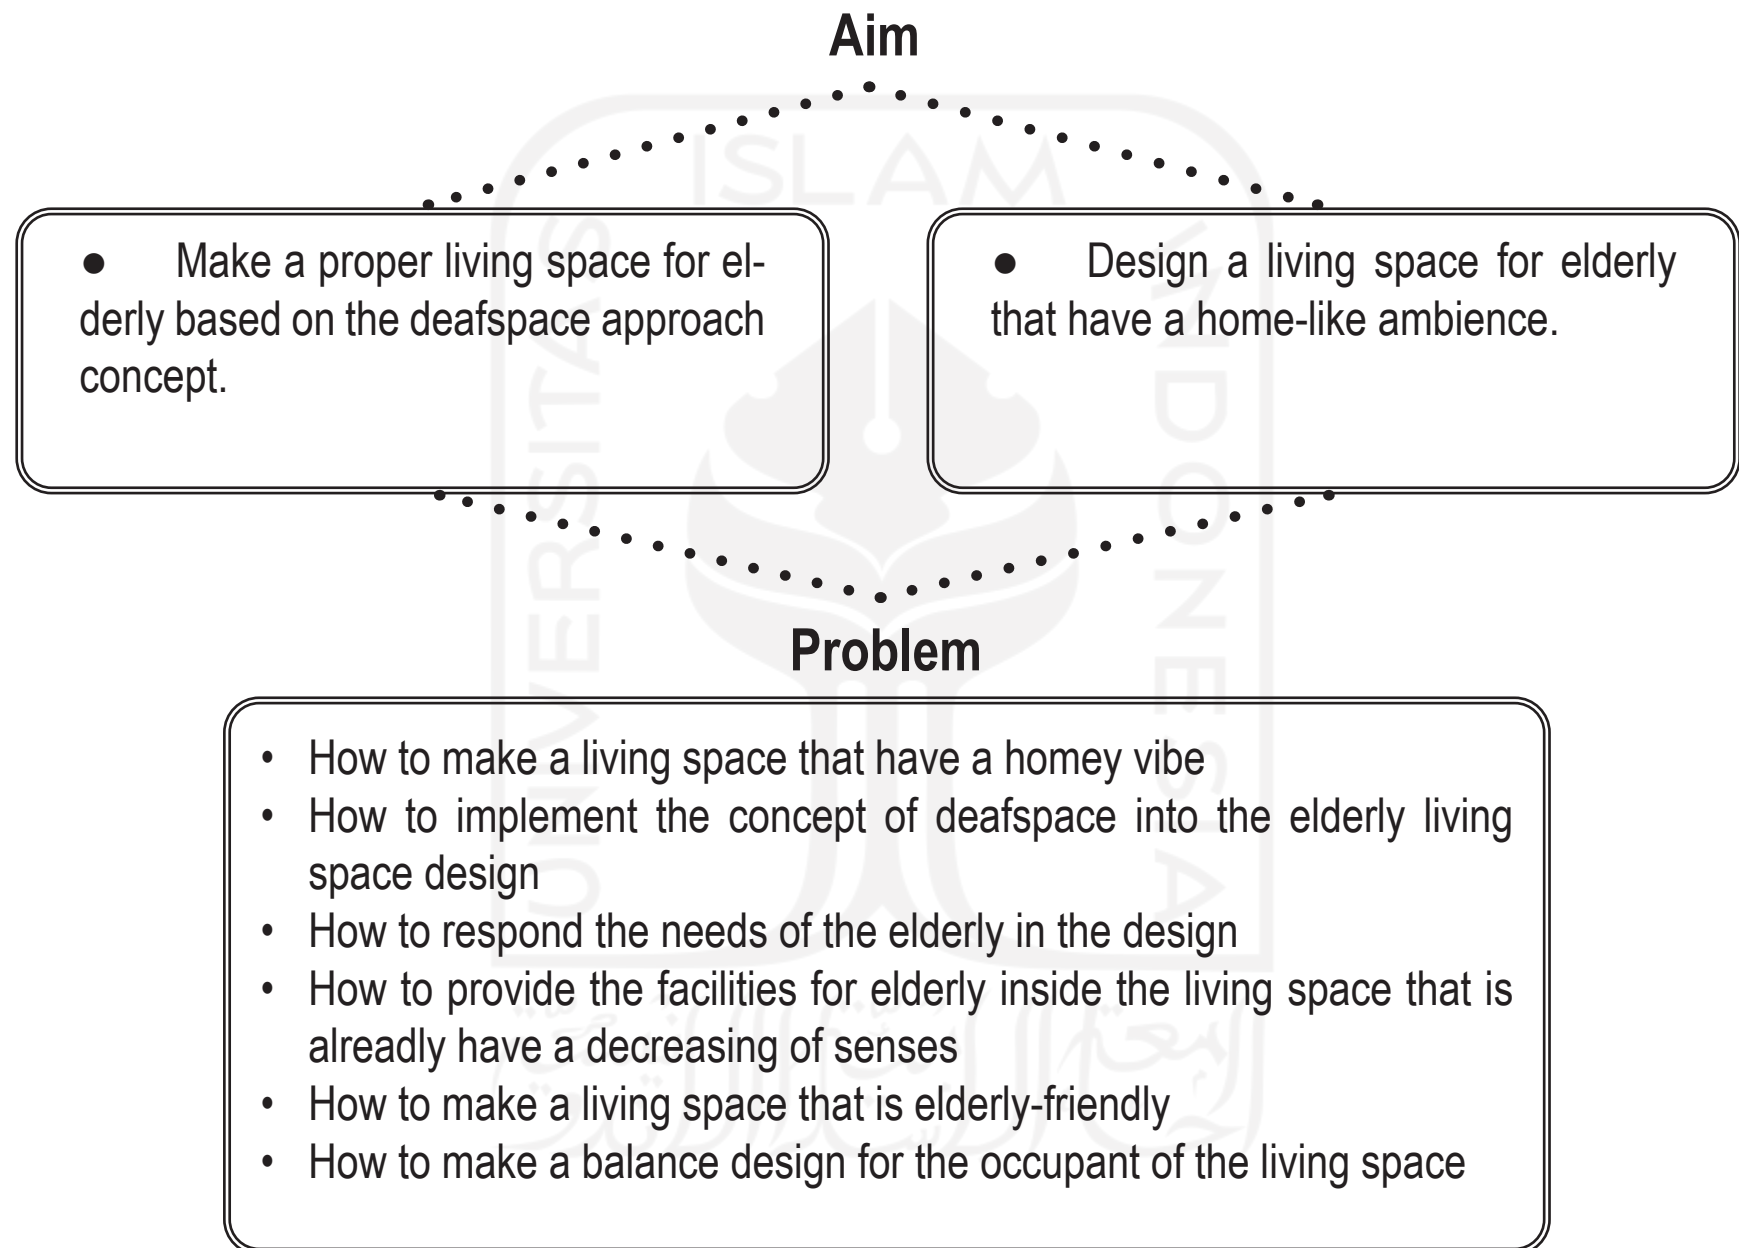 Aim
● Make a proper living space for el-
derly based on the deafspace approach
concept.
● Design a living space for elderly
that have a home-like ambience.
Problem
• How to make a living space that have a homey vibe
• How to implement the concept of deafspace into the elderly living
space design
• How to respond the needs of the elderly in the design
• How to provide the facilities for elderly inside the living space that is
alreadly have a decreasing of senses
• How to make a living space that is elderly-friendly
• How to make a balance design for the occupant of the living space
UNIVERSITAS
ISLAM
INDONESIA